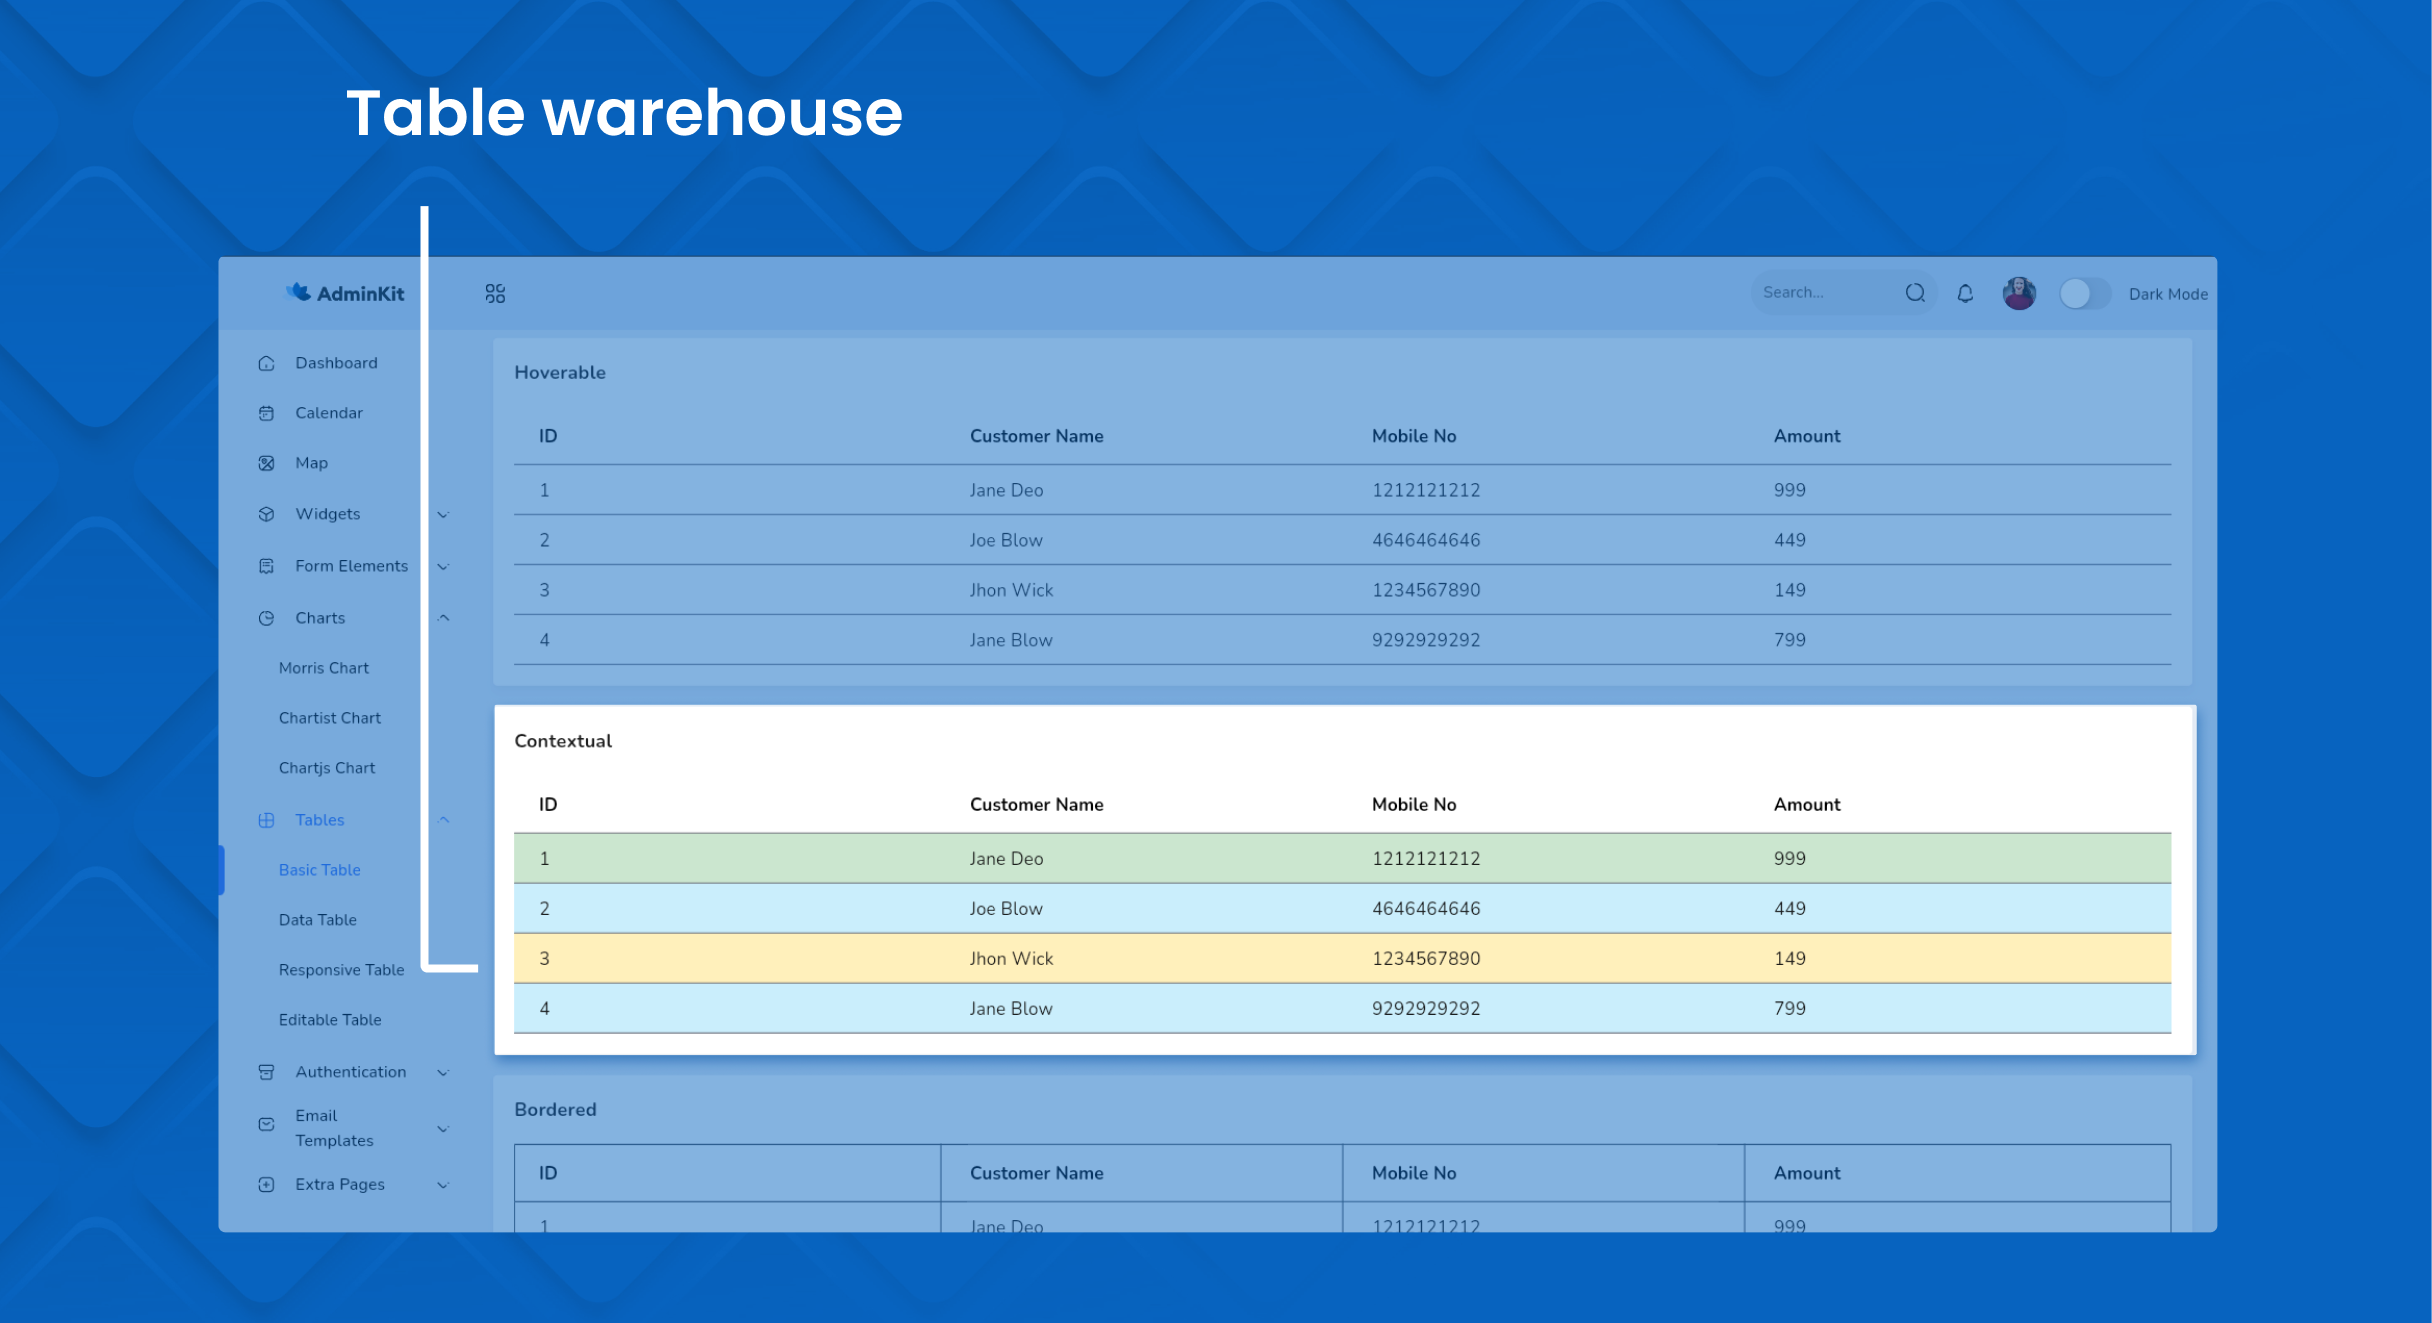 Table warehouse
AdminKit
Search...
Dark Mode
Dashboard
Calendar
Map
Widgets
Form Elements
Charts
Morris Chart
Chartist Chart
Chartjs Chart
Tables
Basic Table
Data Table
Responsive Table
Editable Table
Authentication
Email
Templates
Extra Pages
Hoverable
ID Customer Name Mobile No Amount
1 Jane Deo 1212121212 999
2 Joe Blow 4646464646 449
3 Jhon Wick 1234567890 149
4 Jane Blow 9292929292 799
Contextual
ID Customer Name Mobile No Amount
1 Jane Deo 1212121212 999
2 Joe Blow 4646464646 449
3 Jhon Wick 1234567890 149
4 Jane Blow 9292929292 799
Bordered
ID Customer Name Mobile No Amount
1 Jane Deo 1212121212 999